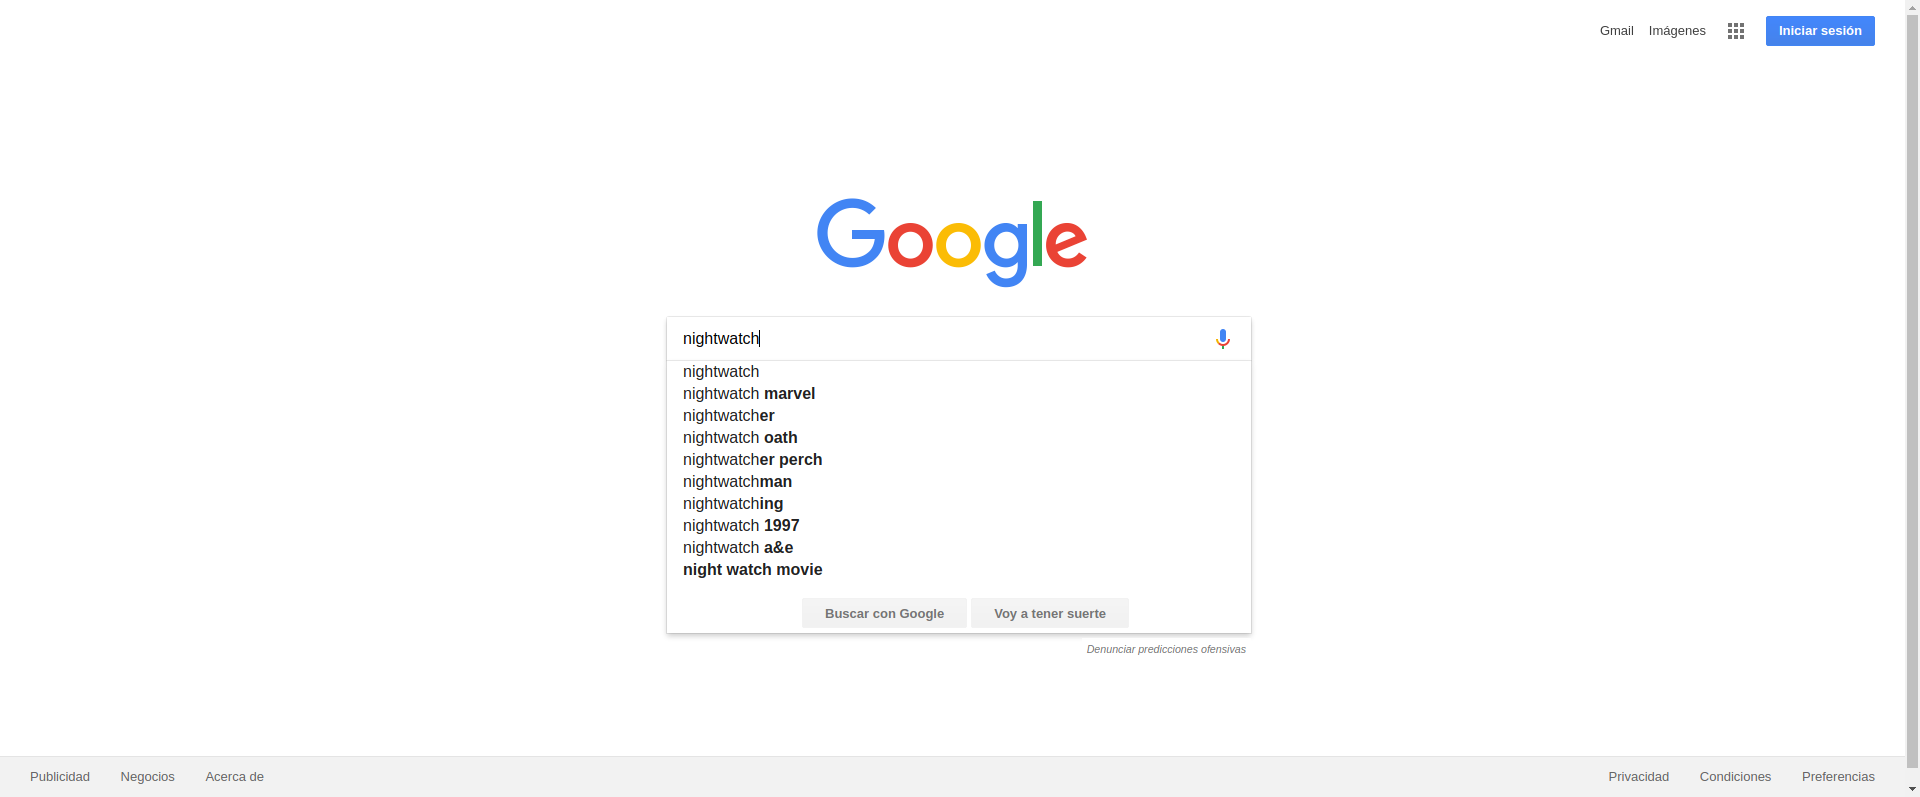 Gmail Imágenes Iniciar sesión
Google
nightwatch
nightwatch
nightwatch marvel
nightwatcher
nightwatch oath
nightwatcher perch
nightwatchman
nightwatching
nightwatch 1997
nightwatch a&e
night watch movie
Buscar con Google Voy a tener suerte
Denunciar predicciones ofensivas
Publicidad Negocios Acerca de Privacidad Condiciones Preferencias